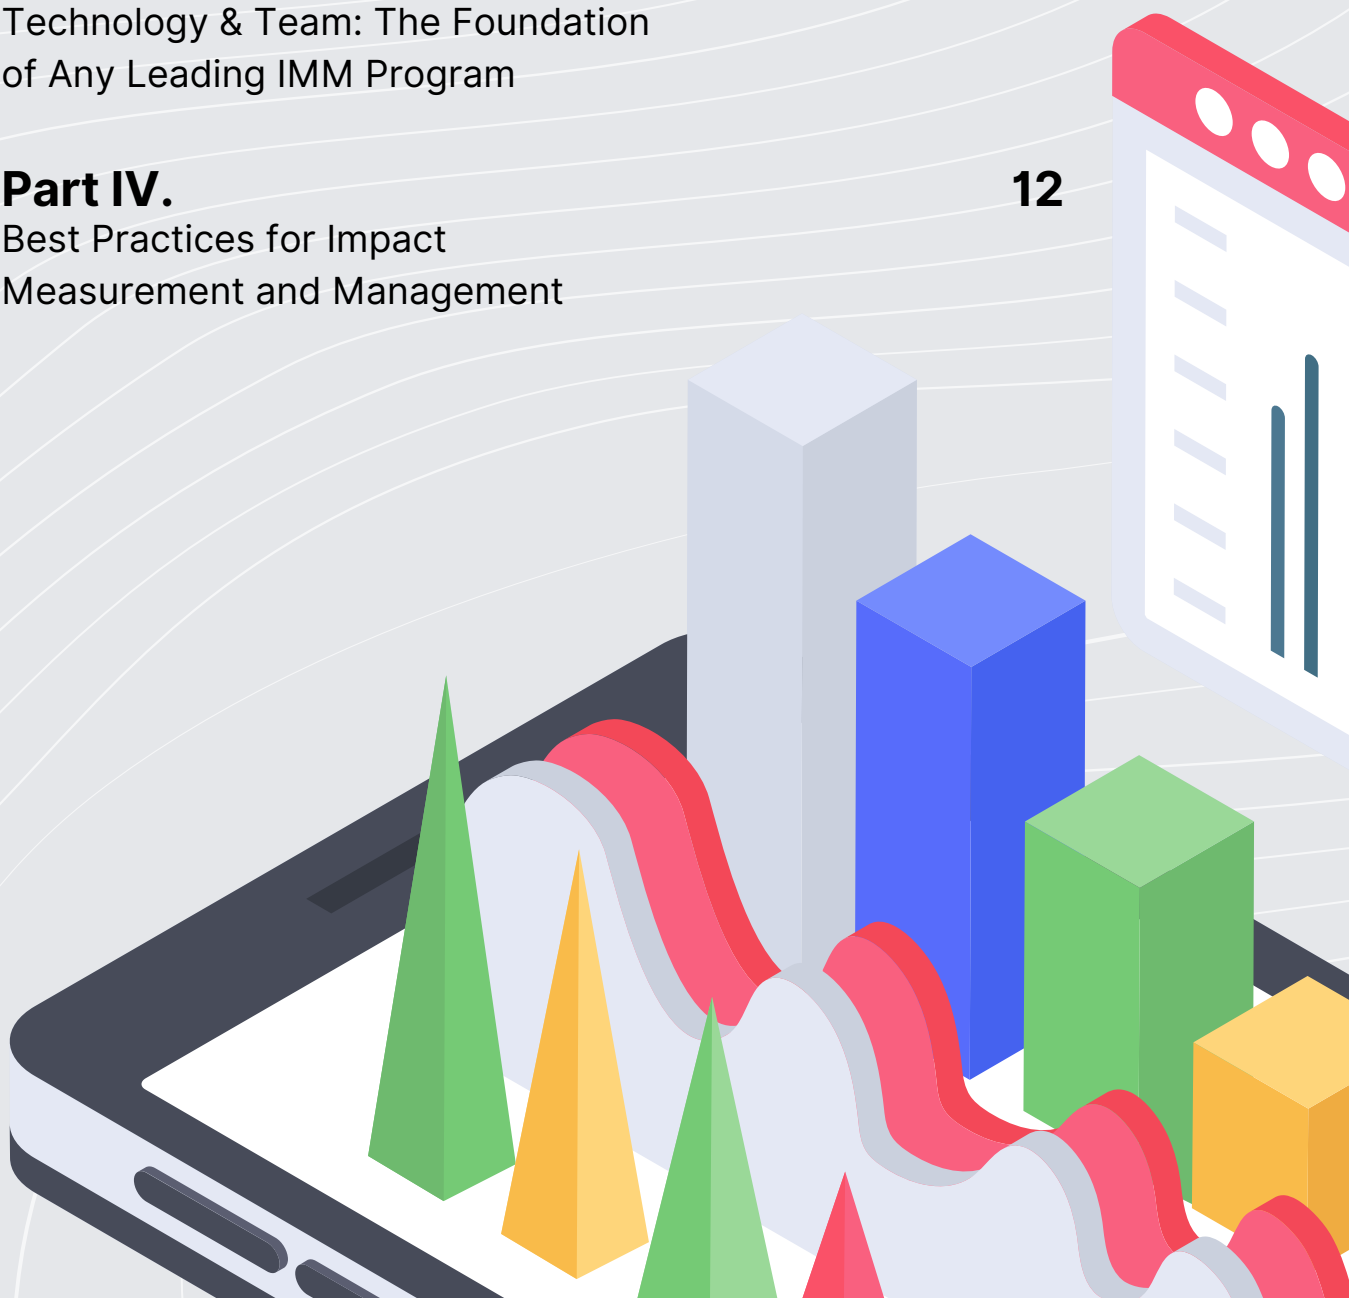 Technology & Team: The Foundation
of Any Leading IMM Program
Part IV. 12
Best Practices for Impact
Measurement and Management